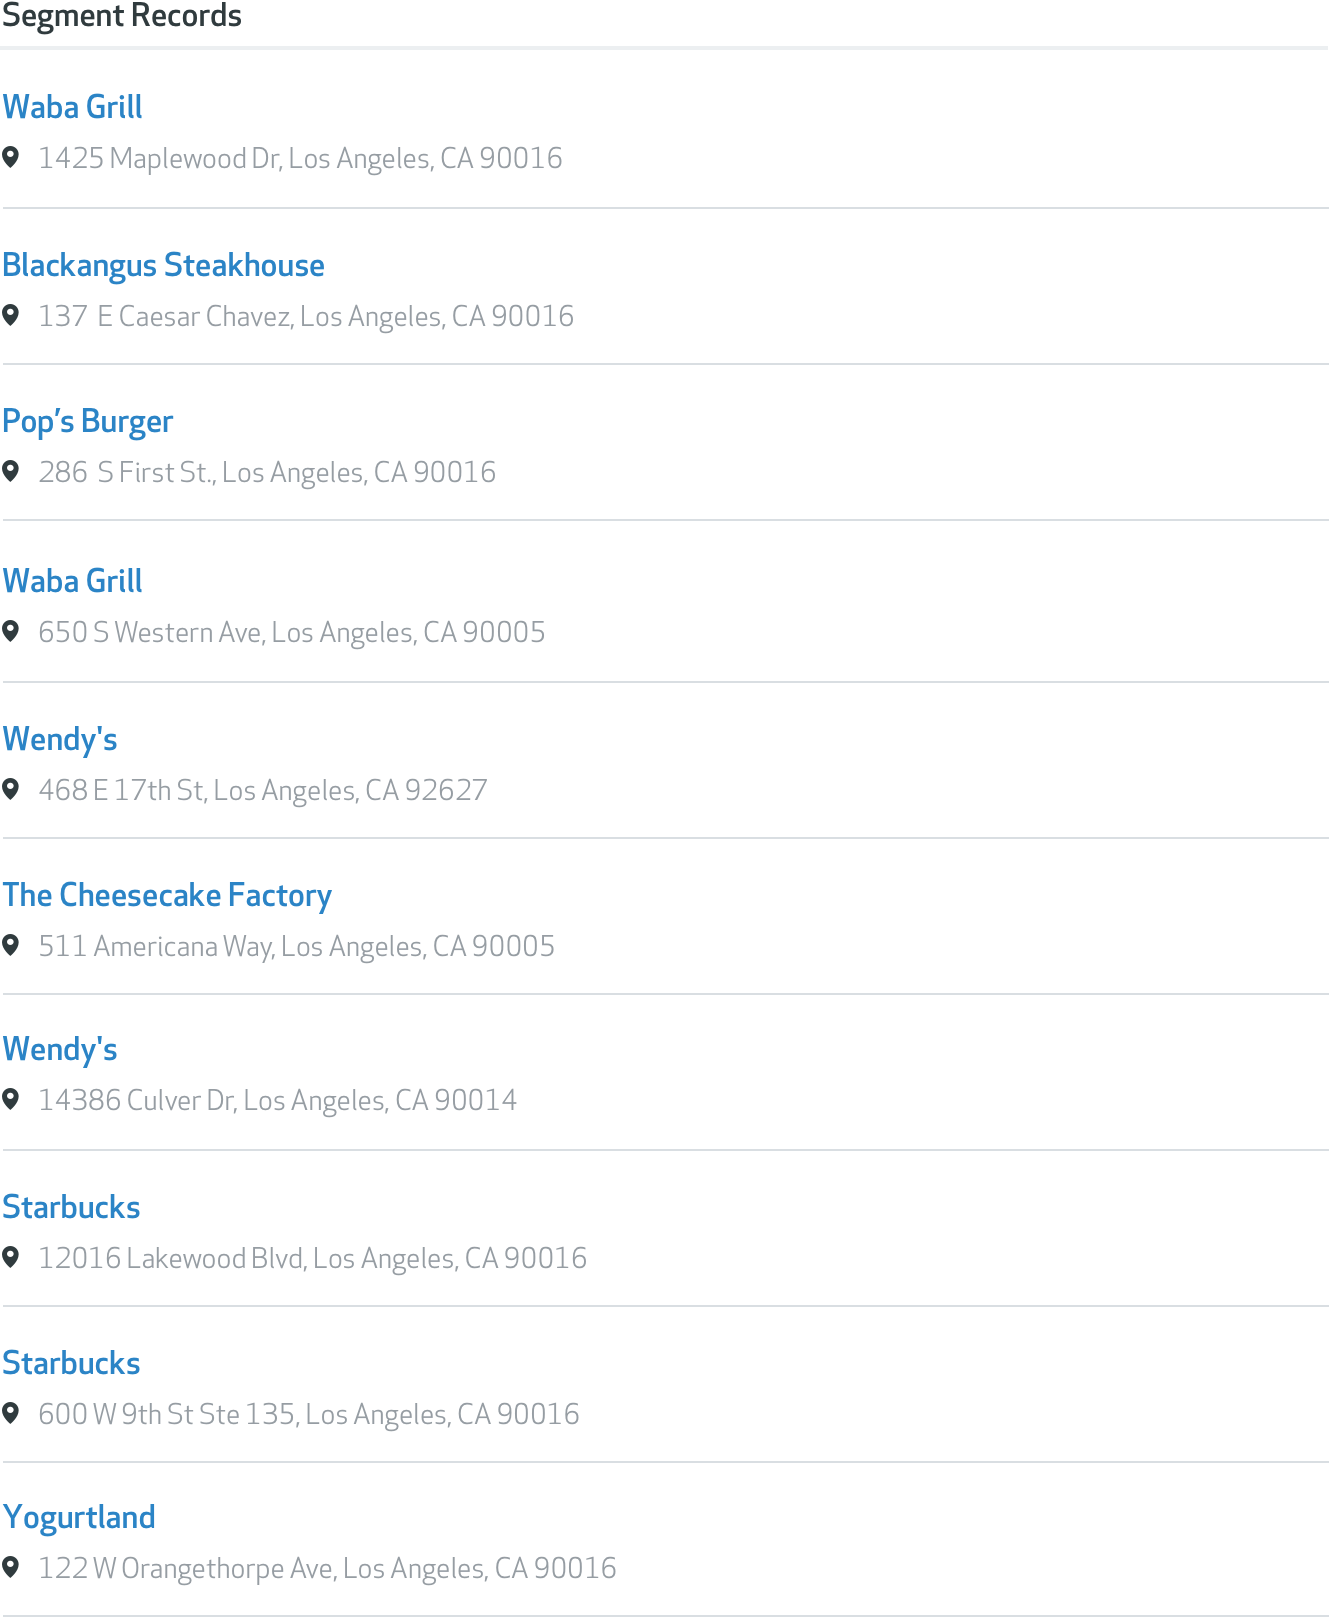 Segment Records
Waba Grill
1425 Maplewood Dr, Los Angeles, CA 90016
Blackangus Steakhouse
137 E Caesar Chavez, Los Angeles, CA 90016
Pop’s Burger
286 S First St., Los Angeles, CA 90016
Waba Grill
650 S Western Ave, Los Angeles, CA 90005
Wendy's
468 E 17th St, Los Angeles, CA 92627
The Cheesecake Factory
511 Americana Way, Los Angeles, CA 90005
Wendy's
14386 Culver Dr, Los Angeles, CA 90014
Starbucks
12016 Lakewood Blvd, Los Angeles, CA 90016
Starbucks
600 W 9th St Ste 135, Los Angeles, CA 90016
Yogurtland
122 W Orangethorpe Ave, Los Angeles, CA 90016